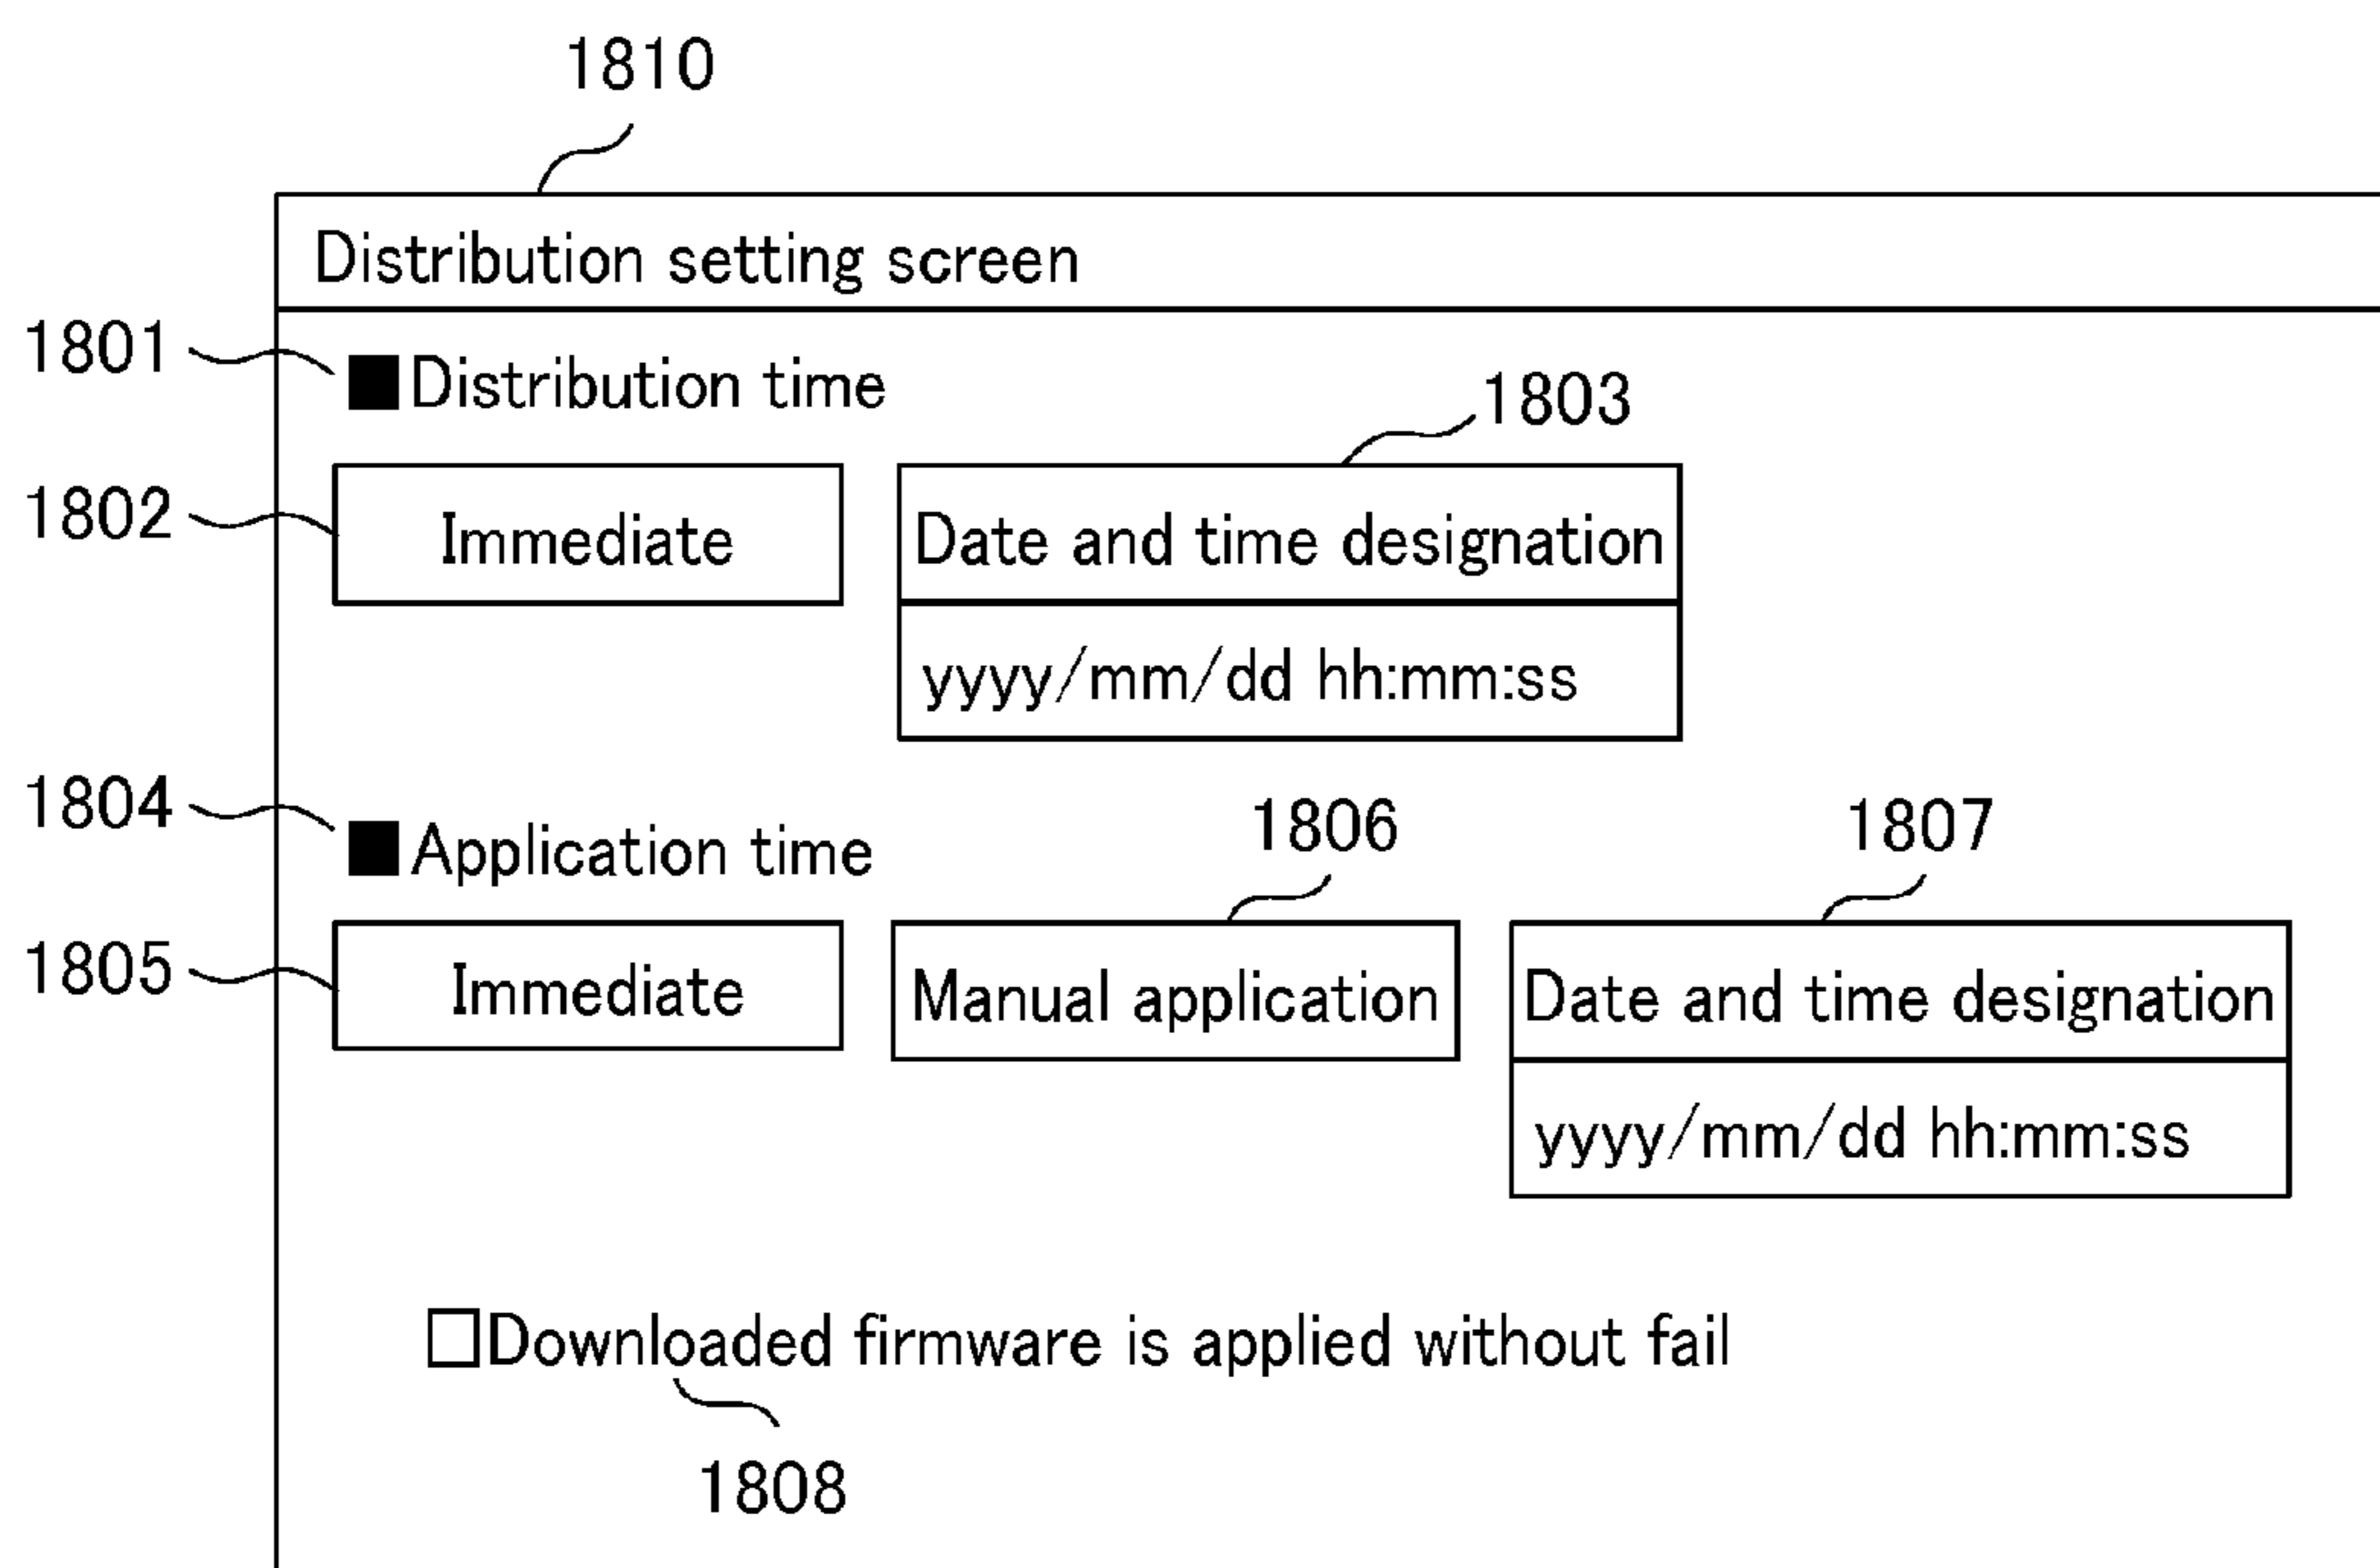 1810
Distribution setting screen
1801
■Distribution time
1803
1802
Immediate
Date and time designation
yyyy/mm/dd hh:mm:ss
1804
■Application time
1806
1807
1805
Immediate
Manual application
Date and time designation
yyyy/mm/dd hh:mm:ss
□Downloaded firmware is applied without fail
1808